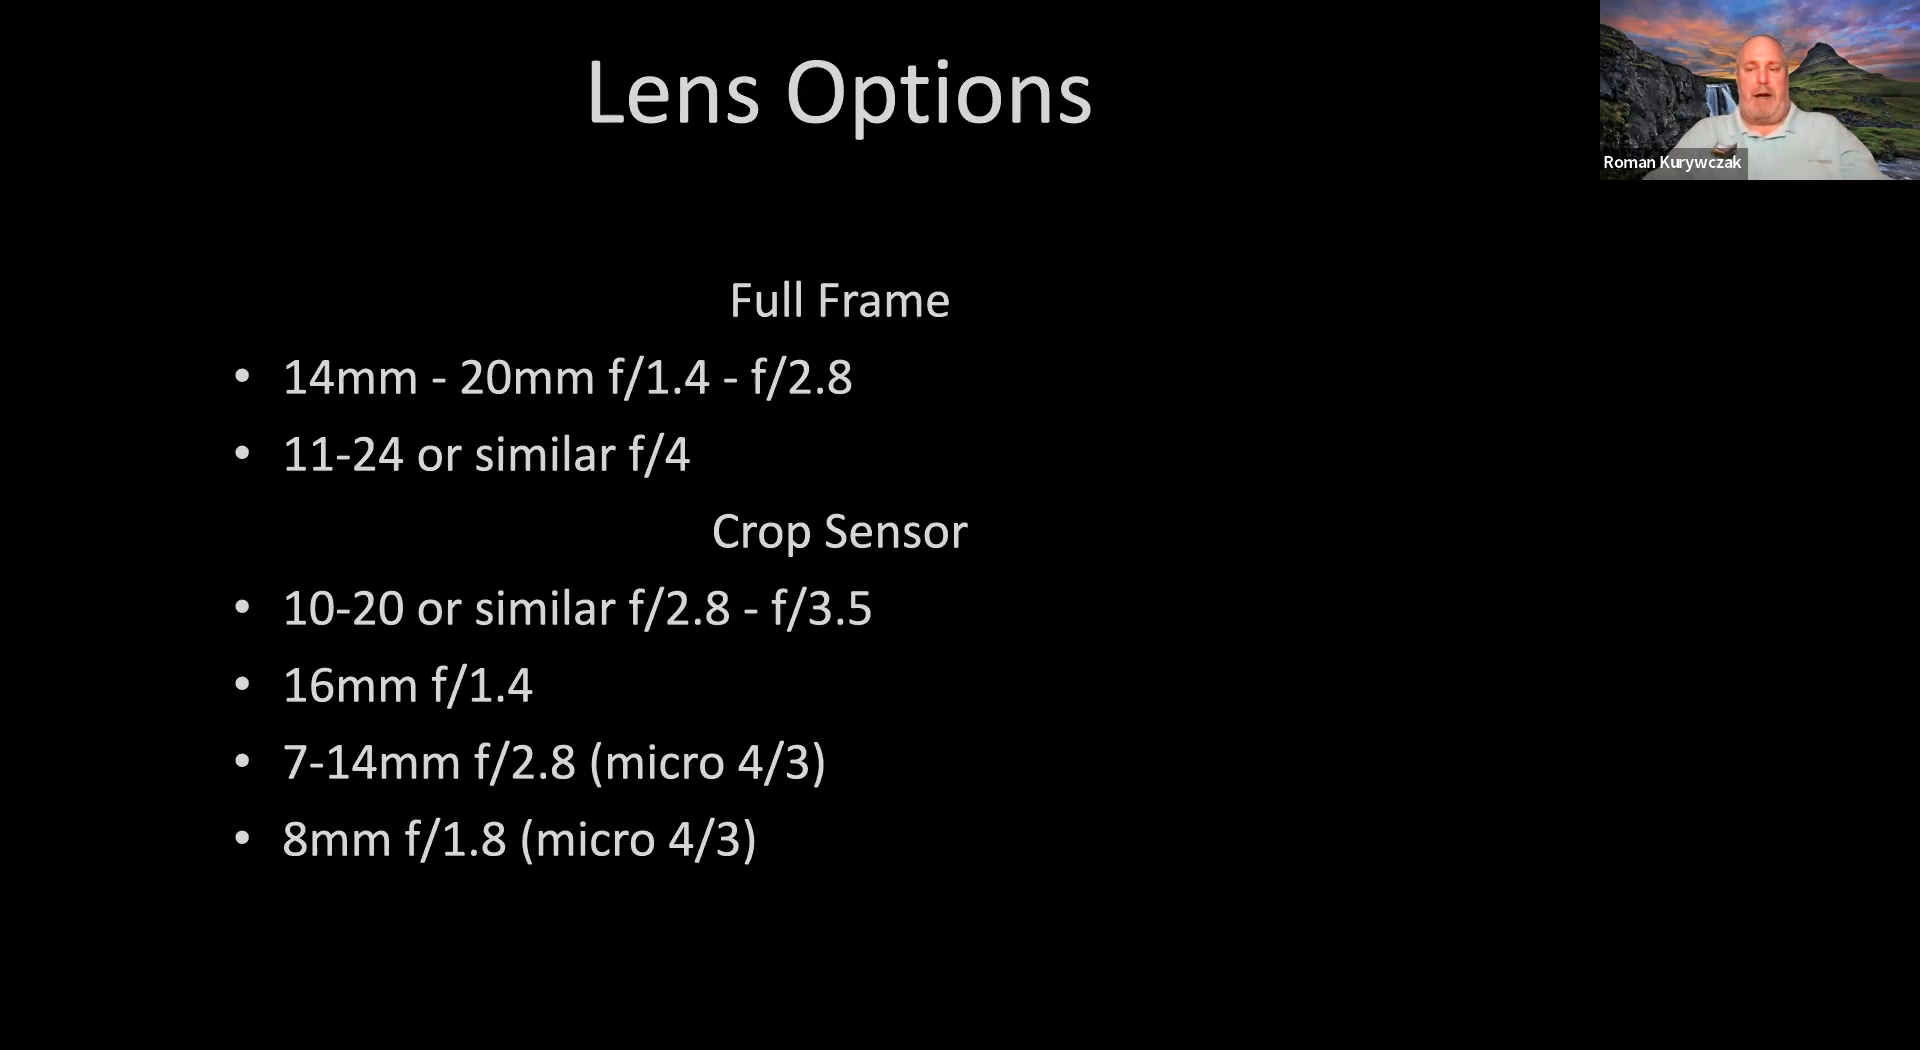 Lens Options
Roman Kurywczak
Full Frame
• 14mm - 20mm f/1.4 - f/2.8
• 11-24 or similar f/4
Crop Sensor
• 10-20 or similar f/2.8 - f/3.5
• 16mm f/1.4
• 7-14mm f/2.8 (micro 4/3)
• 8mm f/1.8 (micro 4/3)